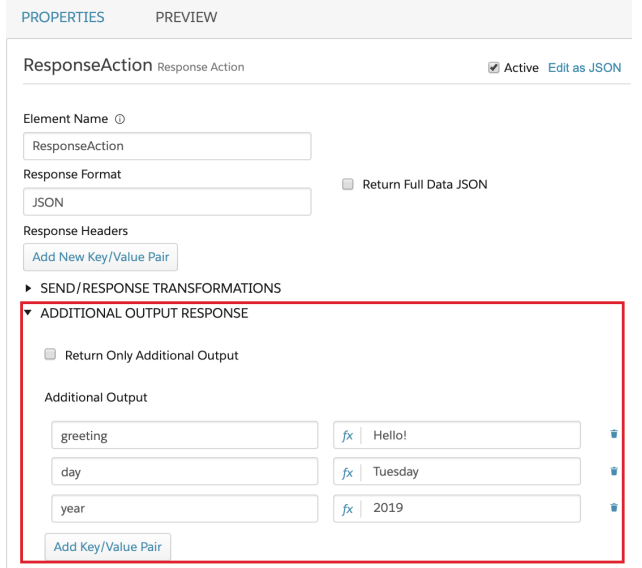 PROPERTIES PREVIEW
ResponseAction Response Action Active Edit as JSON
Element Name
ResponseAction
Response Format
Return Full Data JSON
JSON
Response Headers
Add New Key/Value Pair
SEND/RESPONSE TRANSFORMATIONS
ADDITIONAL OUTPUT RESPONSE
Return Only Additional Output
Additional Output
greeting fx Hello!
day fx Tuesday
year fx 2019
Add Key/Value Pair